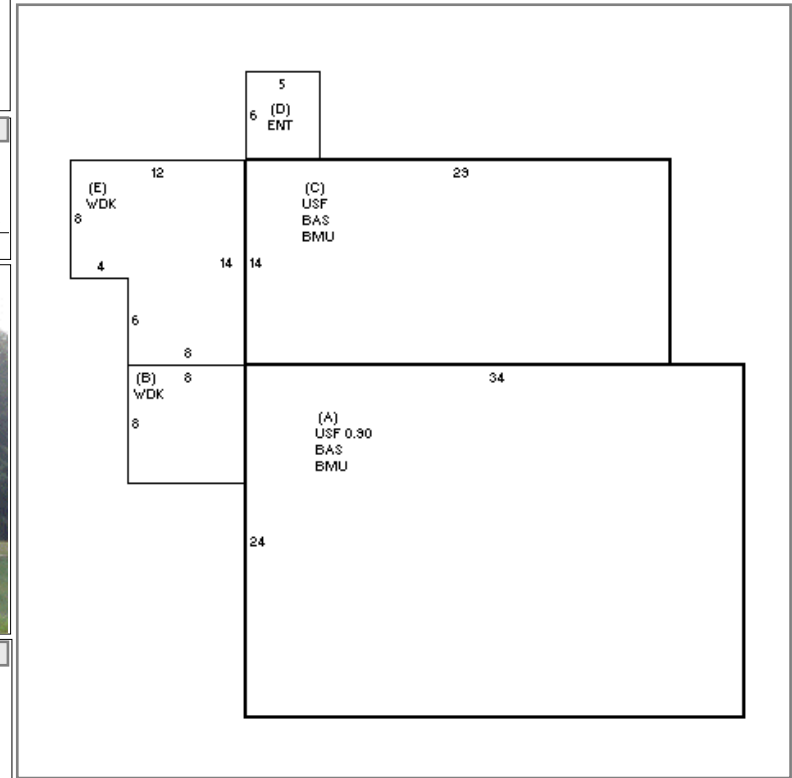 5
6 (D)
ENT
12
29
(E)
WDK
8
(C)
USF
BAS
BMU
4
14
14
6
8
(B) 8
WDK
8
34
(A)
USF 0.90
BAS
BMU
24